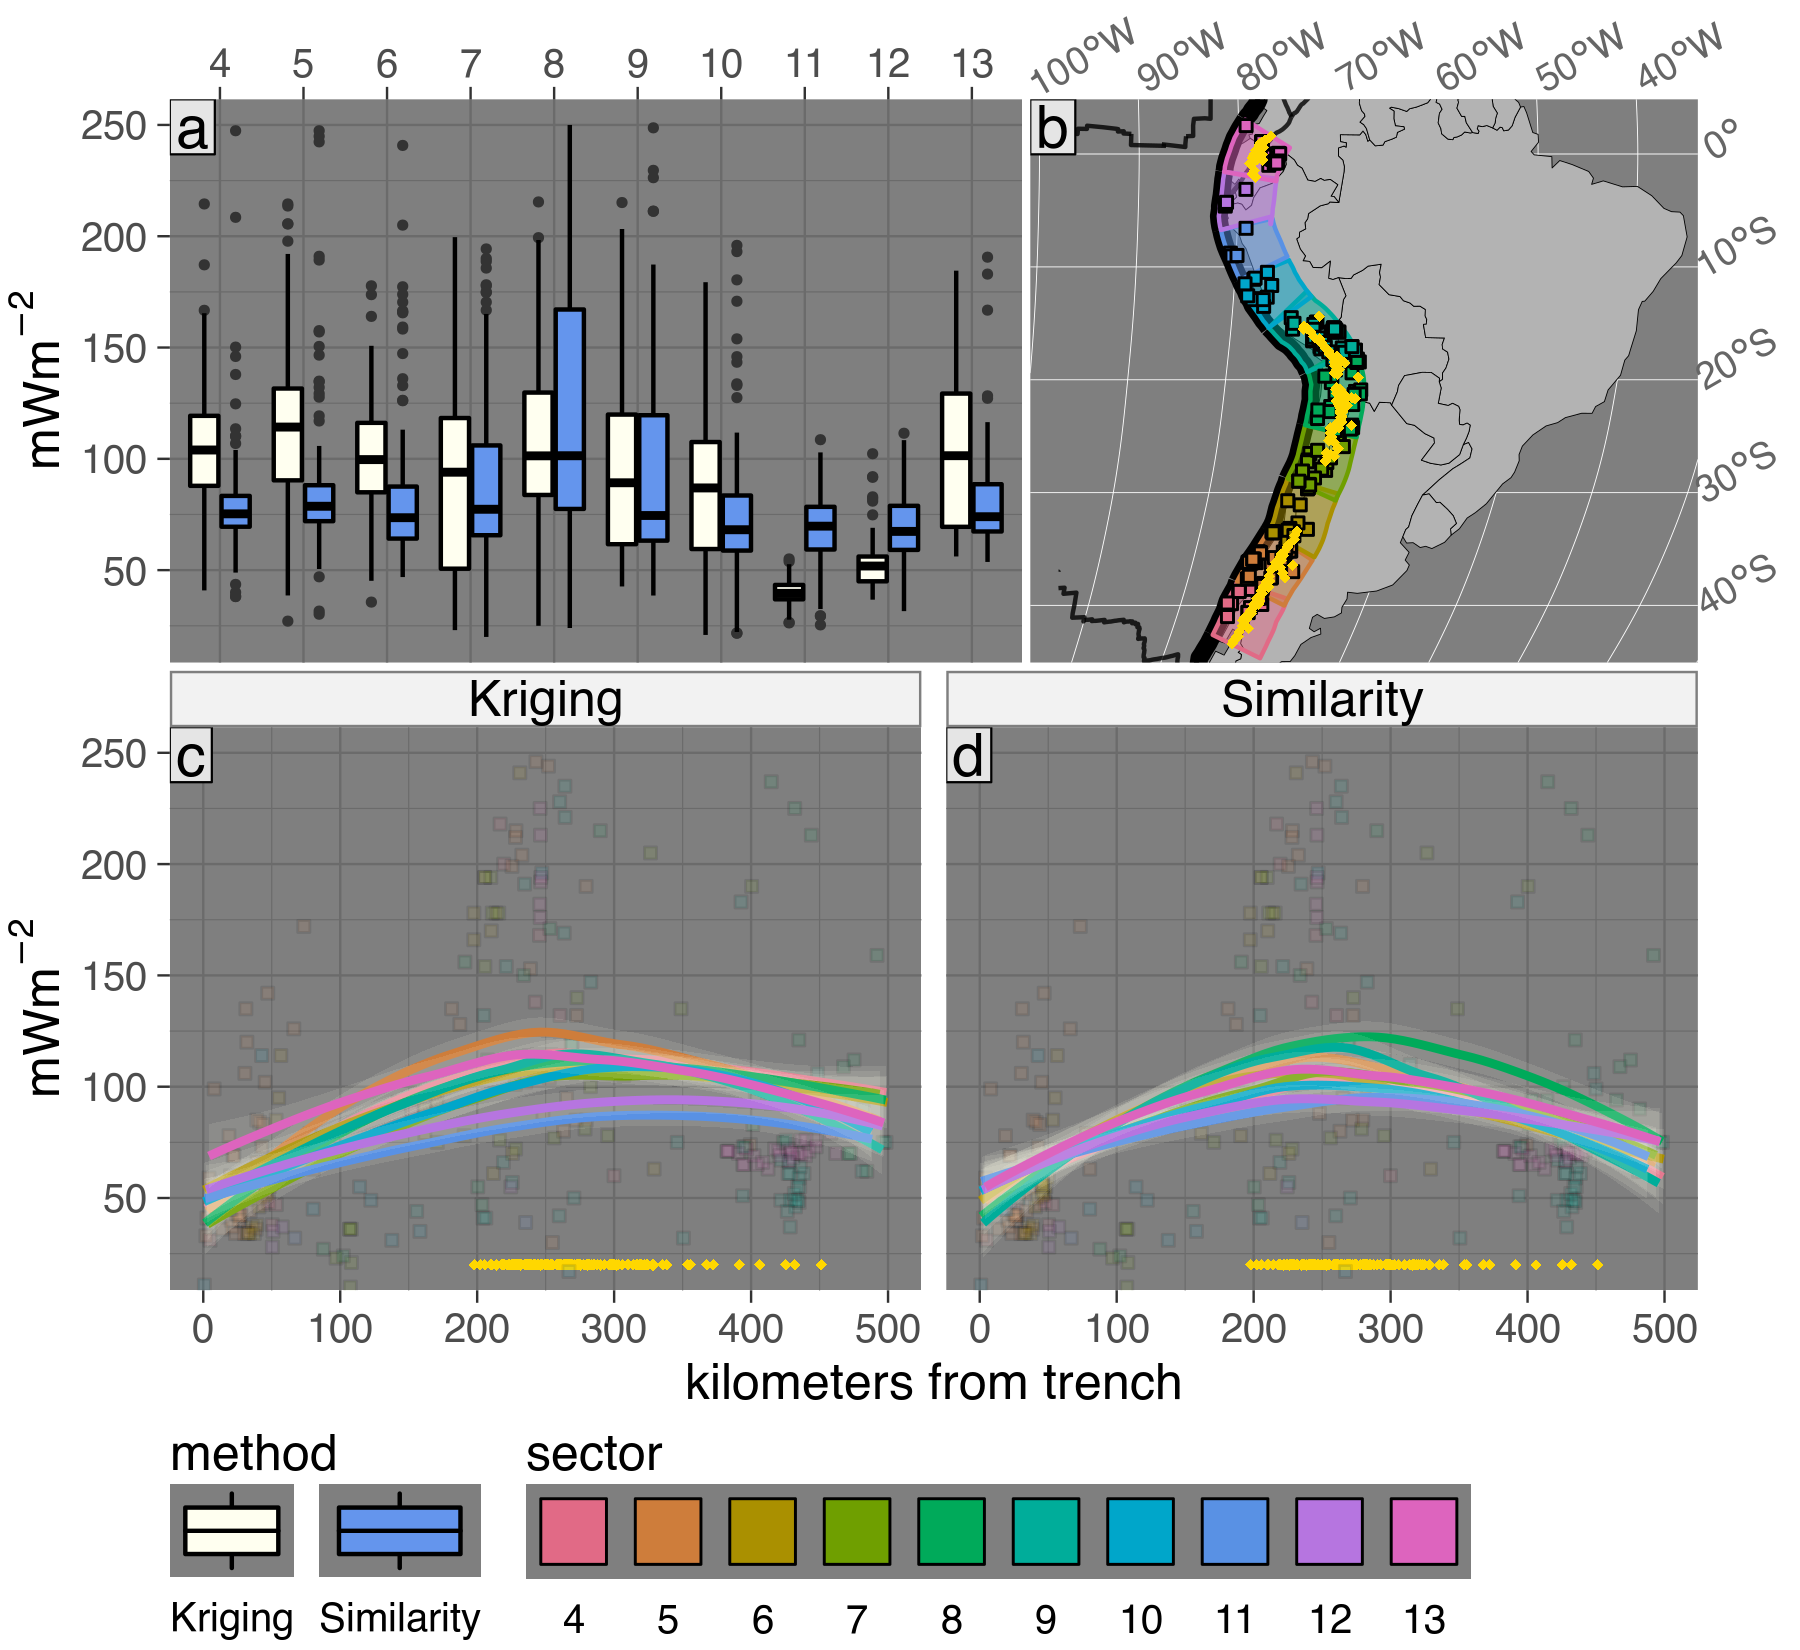 4 5 6 7 8 9 10 11 12 13
100°W 90°W 80°W 70°W 60°W 50°W 40°W
a
b
250
200
150
100
50
mWm−2
0°
10°S
20°S
30°S
40°S
Kriging
Similarity
c
d
250
200
150
100
50
mWm−2
0 100 200 300 400 500
0 100 200 300 400 500
kilometers from trench
method
sector
Kriging Similarity
4 5 6 7 8 9 10 11 12 13